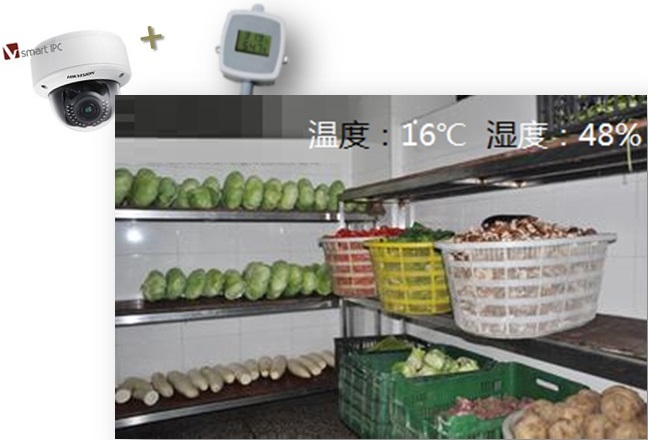 smart IPC
HIKVISION
温度：16℃ 湿度：48%